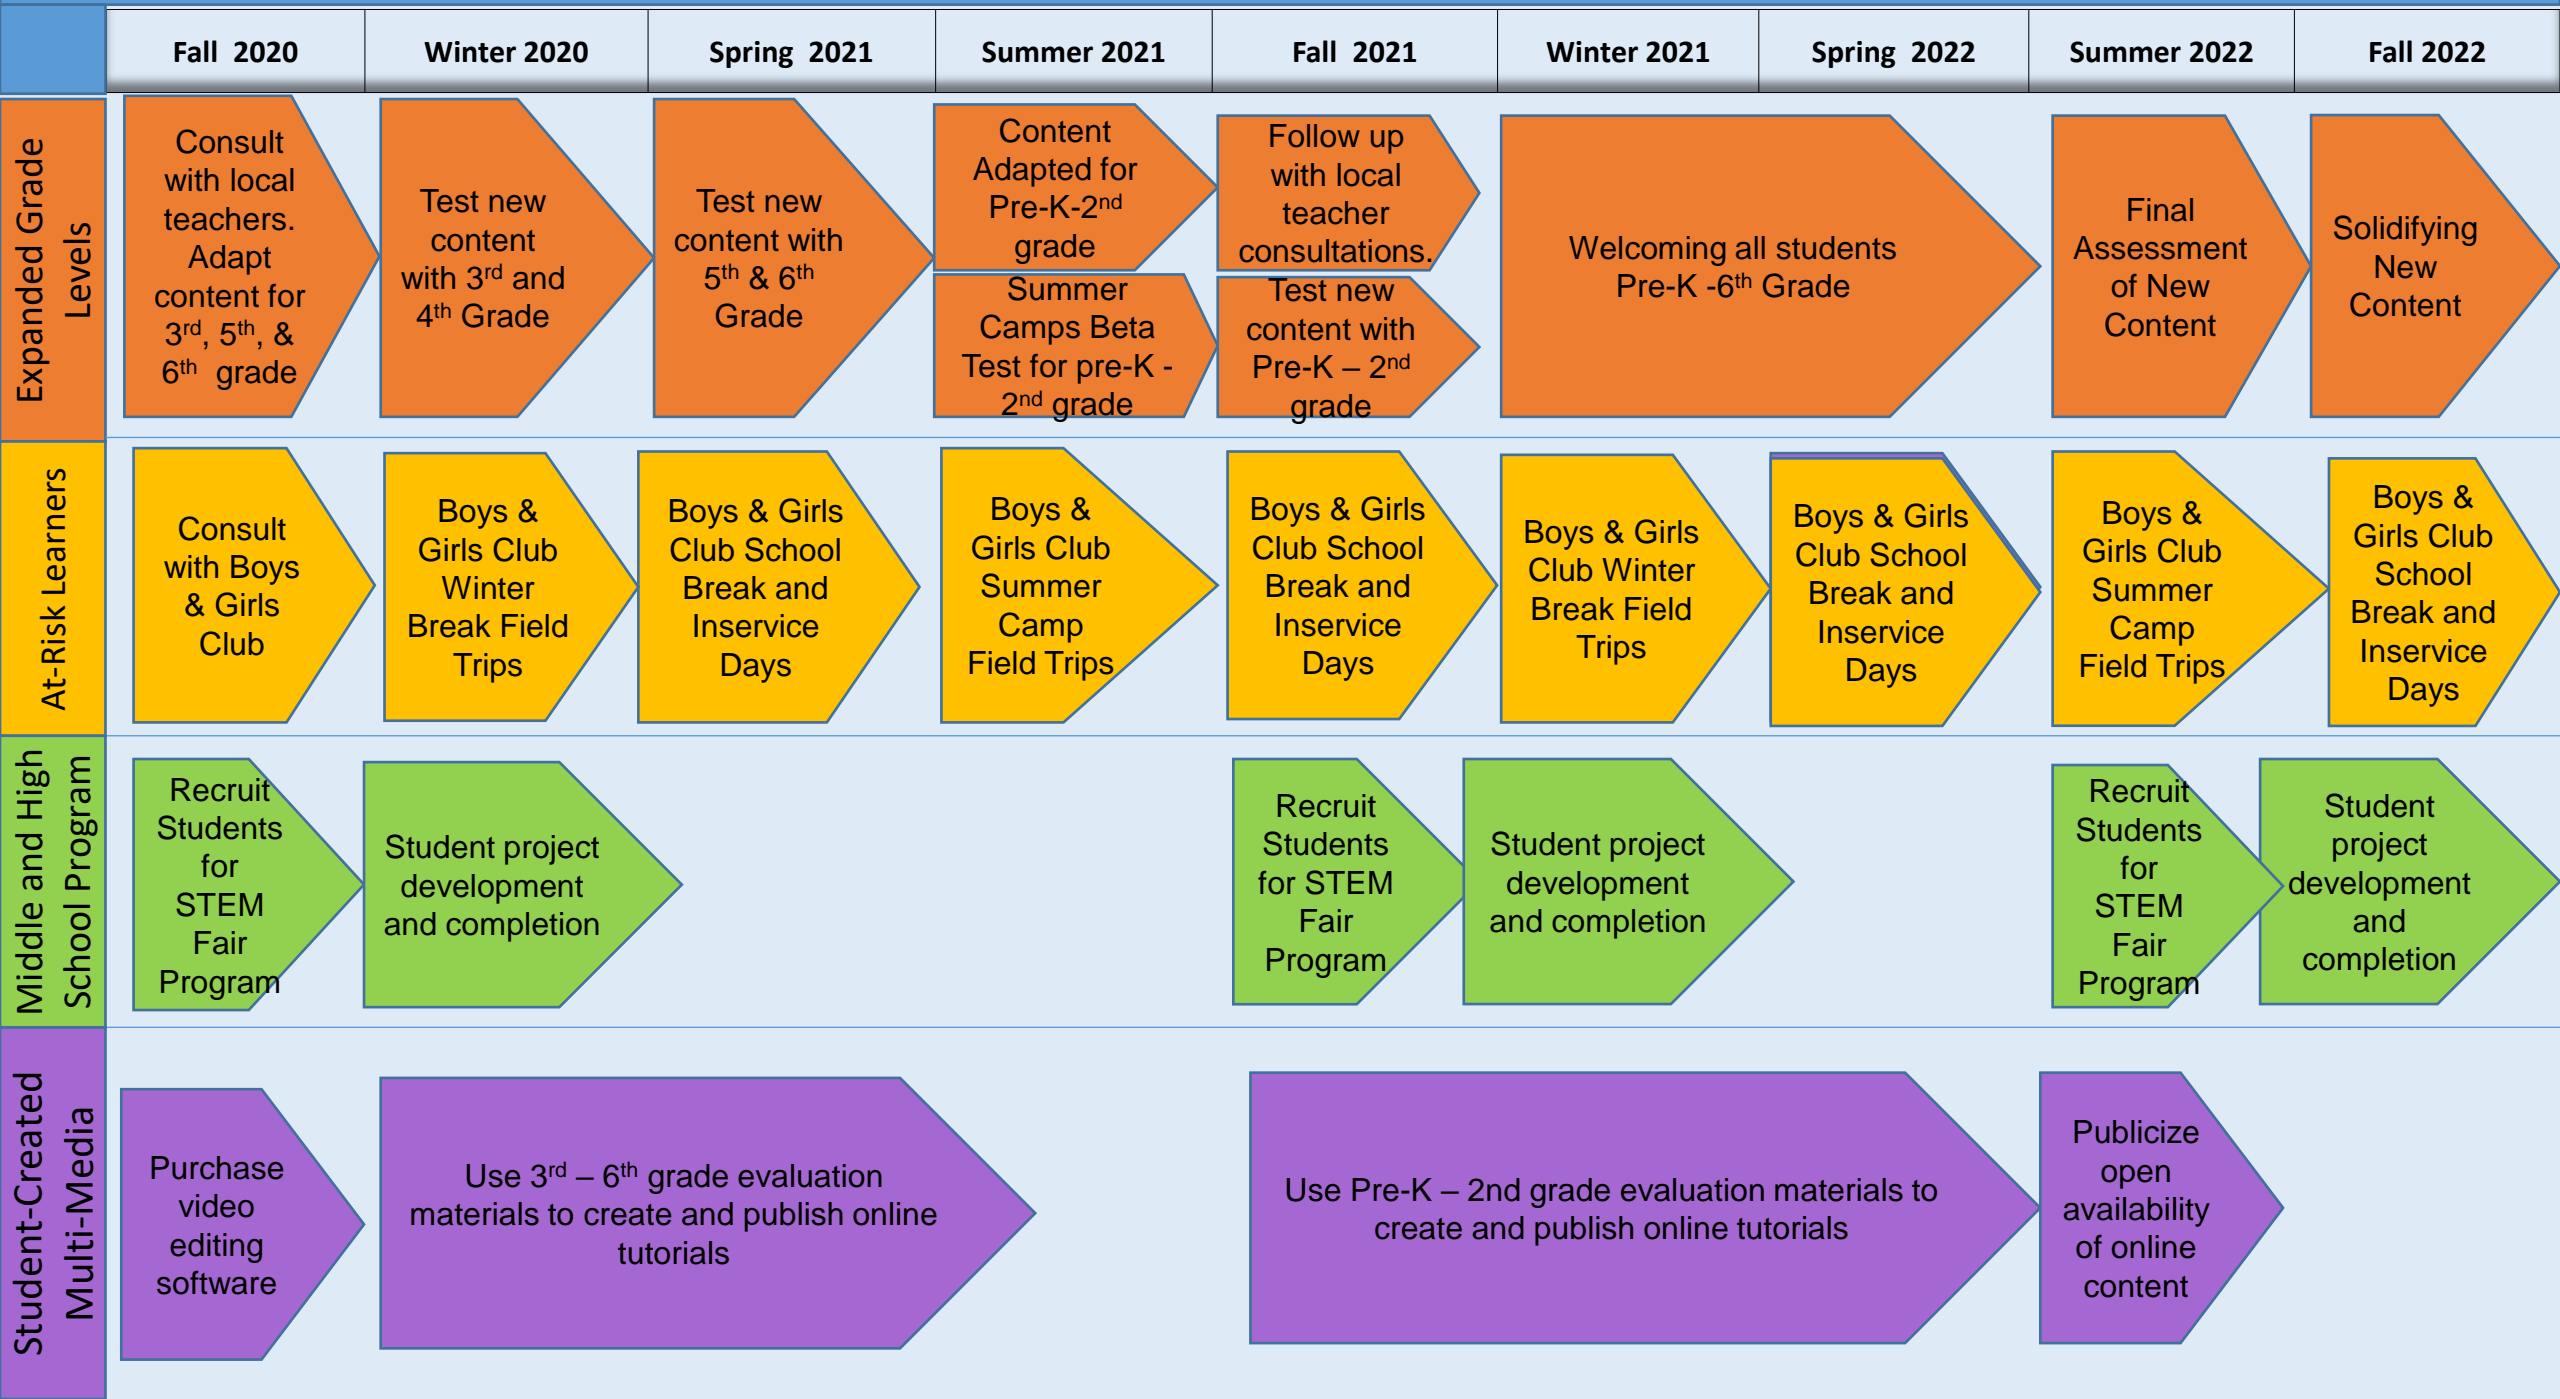 Fall 2020
Winter 2020
Spring 2021
Summer 2021
Fall 2021
Winter 2021
Spring 2022
Summer 2022
Fall 2022
Expanded Grade
Levels
Consult
with local
teachers.
Adapt
content for
3rd, 5th, &
6th grade
Test new
content
with 3rd and
4th Grade
Test new
content with
5th & 6th
Grade
Content
Adapted for
Pre-K-2nd
grade
Summer
Camps Beta
Test for pre-K -
2nd grade
Follow up
with local
teacher
consultations.
Test new
content with
Pre-K – 2nd
grade
Welcoming all students
Pre-K -6th Grade
Final
Assessment
of New
Content
Solidifying
New
Content
At-Risk Learners
Consult
with Boys
& Girls
Club
Boys &
Girls Club
Winter
Break Field
Trips
Boys & Girls
Club School
Break and
Inservice
Days
Boys &
Girls Club
Summer
Camp
Field Trips
Boys & Girls
Club School
Break and
Inservice
Days
Boys & Girls
Club Winter
Break Field
Trips
Boys & Girls
Club School
Break and
Inservice
Days
Boys &
Girls Club
Summer
Camp
Field Trips
Boys &
Girls Club
School
Break and
Inservice
Days
Middle and High
School Program
Recruit
Students
for
STEM
Fair
Program
Student project
development
and completion
Recruit
Students
for STEM
Fair
Program
Student project
development
and completion
Recruit
Students
for
STEM
Fair
Program
Student
project
development
and
completion
Student-Created
Multi-Media
Purchase
video
editing
software
Use 3rd – 6th grade evaluation
materials to create and publish online
tutorials
Use Pre-K – 2nd grade evaluation materials to
create and publish online tutorials
Publicize
open
availability
of online
content